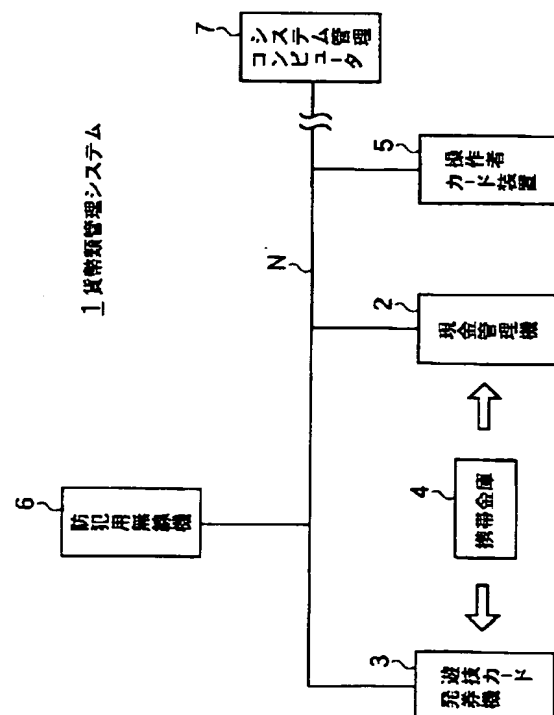 1 貨幣類管理システム
6
防犯用無線機
7
システム管理
コンピュータ
N
3
遊技カード
発券機
4
携帯金庫
2
現金管理機
5
操作者
カード装置